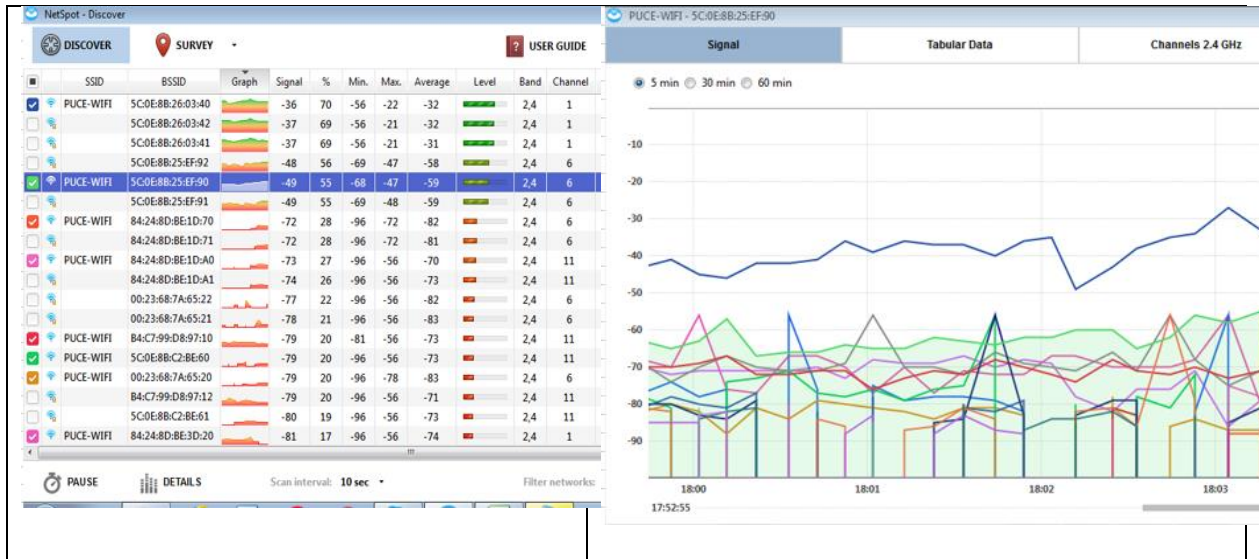 NetSpot - Discover
DISCOVER SURVEY USER GUIDE
SSID BSSID Graph Signal % Min. Max. Average Level Band Channel
PUCE-WIFI 5C:0E:8B:26:03:40 -36 70 -56 -22 -32 2,4 1
5C:0E:8B:26:03:42 -37 69 -56 -21 -32 2,4 1
5C:0E:8B:26:03:41 -37 69 -56 -21 -31 2,4 1
5C:0E:8B:25:EF:92 -48 56 -69 -47 -58 2,4 6
PUCE-WIFI 5C:0E:8B:25:EF:90 -49 55 -68 -47 -59 2,4 6
5C:0E:8B:25:EF:91 -49 55 -69 -48 -59 2,4 6
PUCE-WIFI 84:24:8D:BE:1D:70 -72 28 -96 -72 -82 2,4 6
84:24:8D:BE:1D:71 -72 28 -96 -72 -81 2,4 6
PUCE-WIFI 84:24:8D:BE:1D:A0 -73 27 -96 -56 -70 2,4 11
84:24:8D:BE:1D:A1 -74 26 -96 -56 -73 2,4 11
00:23:68:7A:65:22 -77 22 -96 -56 -82 2,4 6
00:23:68:7A:65:21 -78 21 -96 -56 -83 2,4 6
PUCE-WIFI B4:C7:99:D8:97:10 -79 20 -81 -56 -73 2,4 11
PUCE-WIFI 5C:0E:8B:C2:BE:60 -79 20 -96 -56 -73 2,4 11
PUCE-WIFI 00:23:68:7A:65:20 -79 20 -96 -78 -83 2,4 6
B4:C7:99:D8:97:12 -79 20 -96 -56 -71 2,4 11
5C:0E:8B:C2:BE:61 -80 19 -96 -56 -73 2,4 11
PUCE-WIFI 84:24:8D:BE:3D:20 -81 17 -96 -56 -74 2,4 1
PAUSE DETAILS Scan interval: 10 sec Filter networks:
PUCE-WIFI - 5C:0E:8B:25:EF:90
Signal Tabular Data Channels 2.4 GHz
5 min 30 min 60 min
-10
-20
-30
-40
-50
-60
-70
-80
-90
18:00 18:01 18:02 18:03
17:52:55